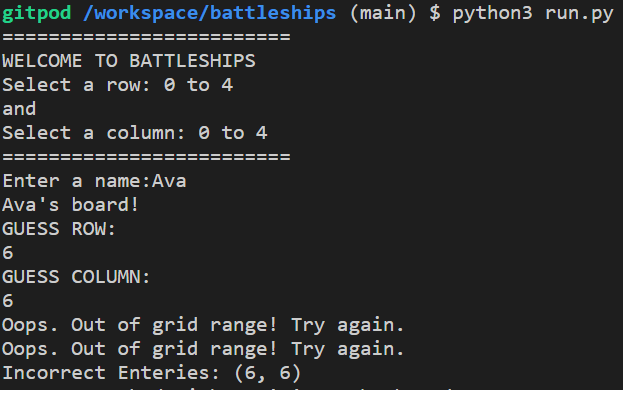 gitpod /workspace/battleships (main) $ python3 run.py
=========================
WELCOME TO BATTLESHIPS
Select a row: 0 to 4
and
Select a column: 0 to 4
=========================
Enter a name:Ava
Ava's board!
GUESS ROW:
6
GUESS COLUMN:
6
Oops. Out of grid range! Try again.
Oops. Out of grid range! Try again.
Incorrect Enteries: (6, 6)